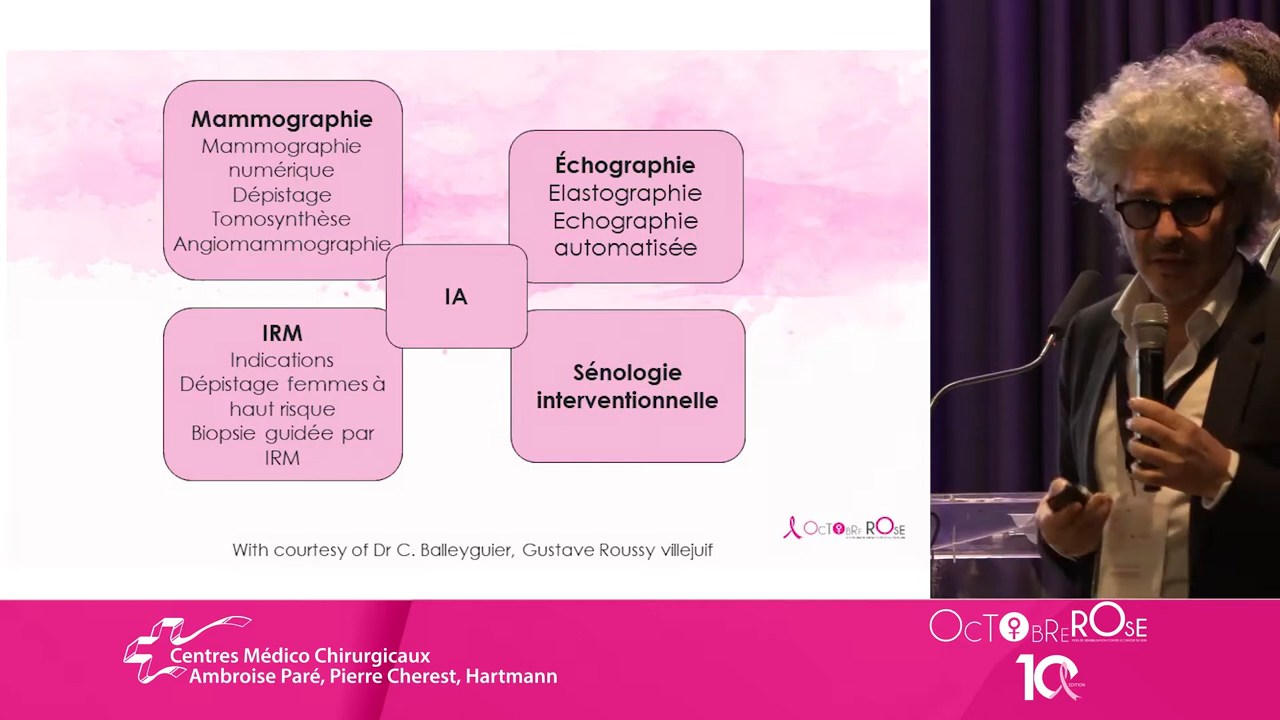 Mammographie
Mammographie
numérique
Dépistage
Tomosynthèse
Angiomammographie
Échographie
Elastographie
Echographie
automatisée
IA
IRM
Indications
Dépistage femmes à
haut risque
Biopsie guidée par
IRM
Sénologie
interventionnelle
OCTOBRE ROSE
With courtesy of Dr C. Balleyguier, Gustave Roussy villejuif
Centres Médico Chirurgicaux
Ambroise Paré, Pierre Cherest, Hartmann
OCTOBRE ROSE
10
EDITION